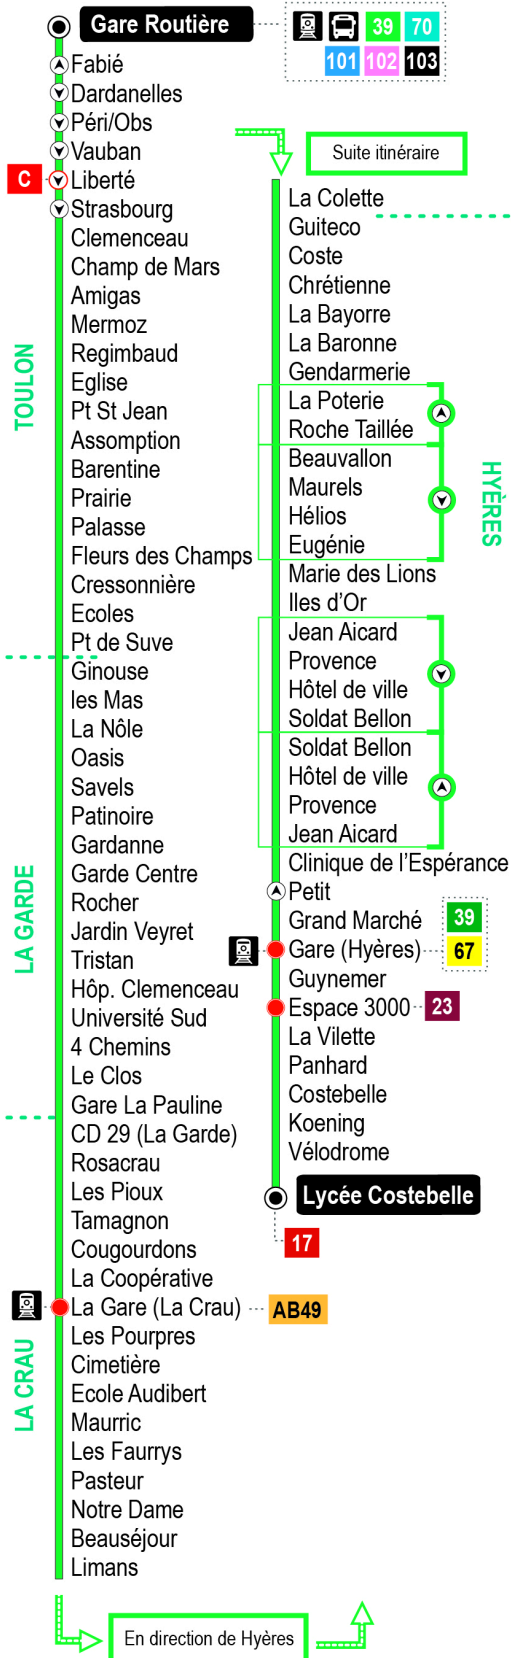 Gare Routière
39 70
101 102 103
Fabié
Dardanelles
Péri/Obs
Vauban
C
Liberté
Strasbourg
Clemenceau
Champ de Mars
Amigas
Mermoz
TOULON
Regimbaud
Eglise
Pt St Jean
Assomption
Barentine
Prairie
Palasse
Fleurs des Champs
Cressonnière
Ecoles
Pt de Suve
Ginouse
les Mas
La Nôle
Oasis
Savels
Patinoire
Gardanne
LA GARDE
Garde Centre
Rocher
Jardin Veyret
Tristan
Hôp. Clemenceau
Université Sud
4 Chemins
Le Clos
Gare La Pauline
CD 29 (La Garde)
Rosacrau
Les Pioux
Tamagnon
Cougourdons
La Coopérative
La Gare (La Crau)
AB49
LA CRAU
Les Pourpres
Cimetière
Ecole Audibert
Maurric
Les Faurrys
Pasteur
Notre Dame
Beauséjour
Limans
En direction de Hyères
Suite itinéraire
La Colette
Guiteco
Coste
Chrétienne
La Bayorre
La Baronne
Gendarmerie
La Poterie
Roche Taillée
HYÈRES
Beauvallon
Maurels
Hélios
Eugénie
Marie des Lions
Iles d'Or
Jean Aicard
Provence
Hôtel de ville
Soldat Bellon
Soldat Bellon
Hôtel de ville
Provence
Jean Aicard
Clinique de l'Espérance
Petit
Grand Marché
39
Gare (Hyères)
67
Guynemer
Espace 3000
23
La Vilette
Panhard
Costebelle
Koening
Vélodrome
Lycée Costebelle
17